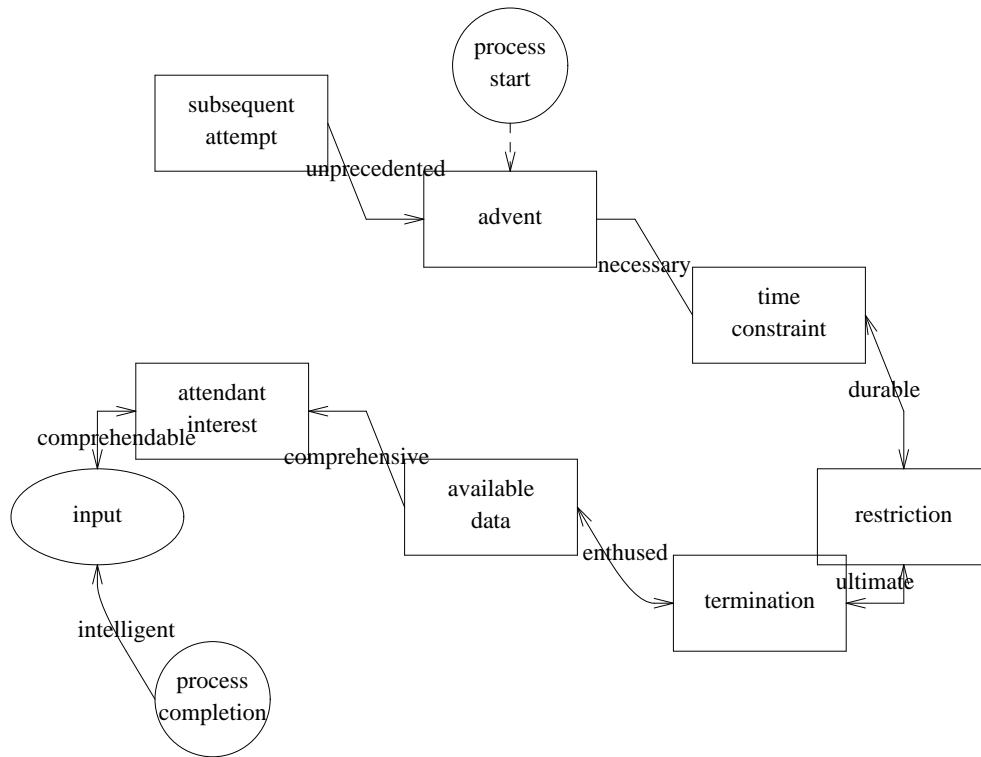 process
start
subsequent
attempt
unprecedented
advent
necessary
time
constraint
durable
attendant
interest
comprehendable
comprehensive
available
data
input
restriction
enthused
ultimate
termination
intelligent
process
completion